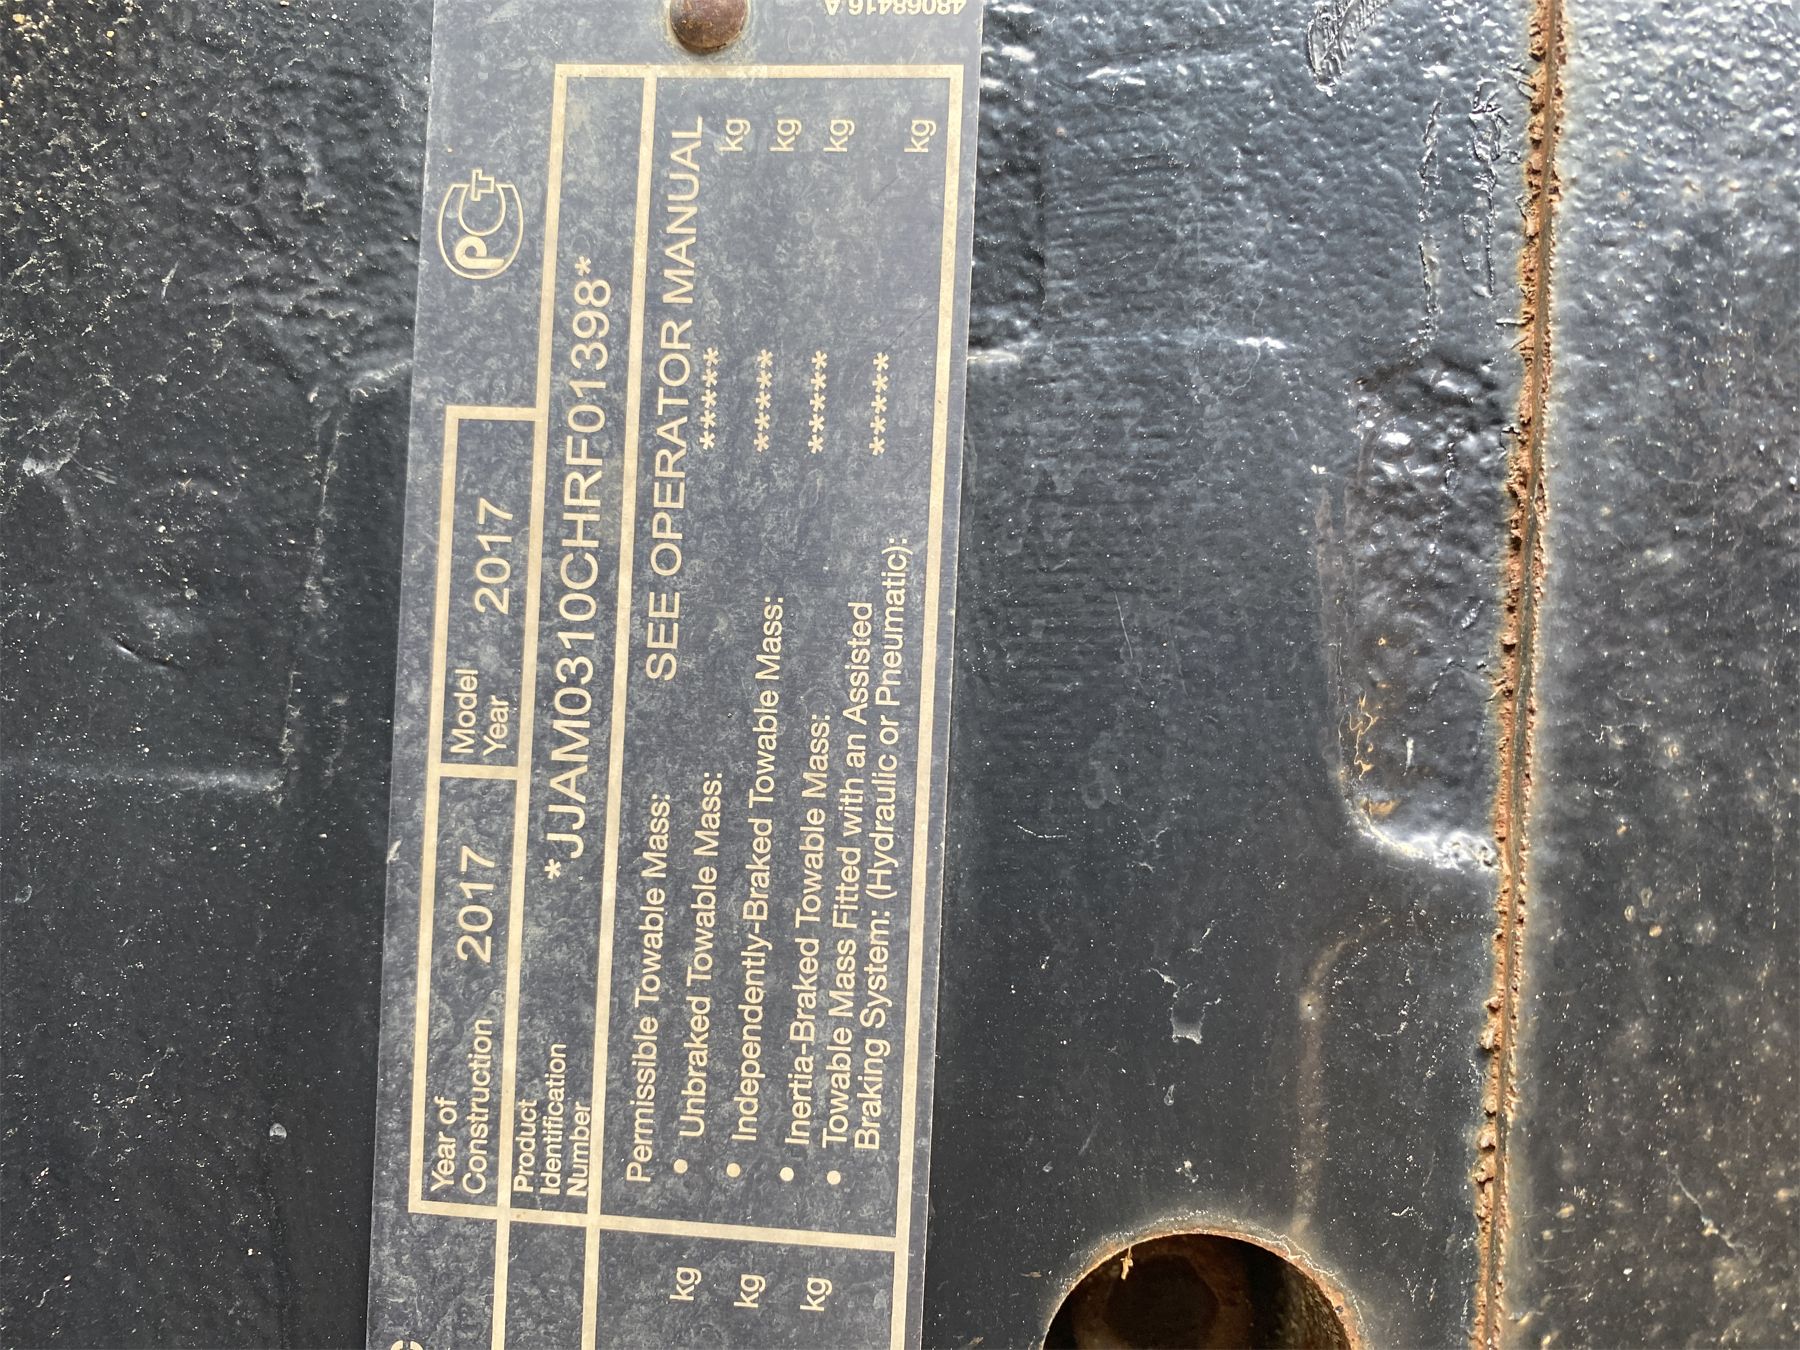 48068416 A
PCT
Year of
Construction 2017
Model
Year 2017
Product
Identification
Number
*JJAM0310CHRF01398*
Permissible Towable Mass: SEE OPERATOR MANUAL
• Unbraked Towable Mass: ***** kg
• Independently-Braked Towable Mass: ***** kg
• Inertia-Braked Towable Mass: ***** kg
• Towable Mass Fitted with an Assisted
Braking System: (Hydraulic or Pneumatic): ***** kg
kg
kg
kg